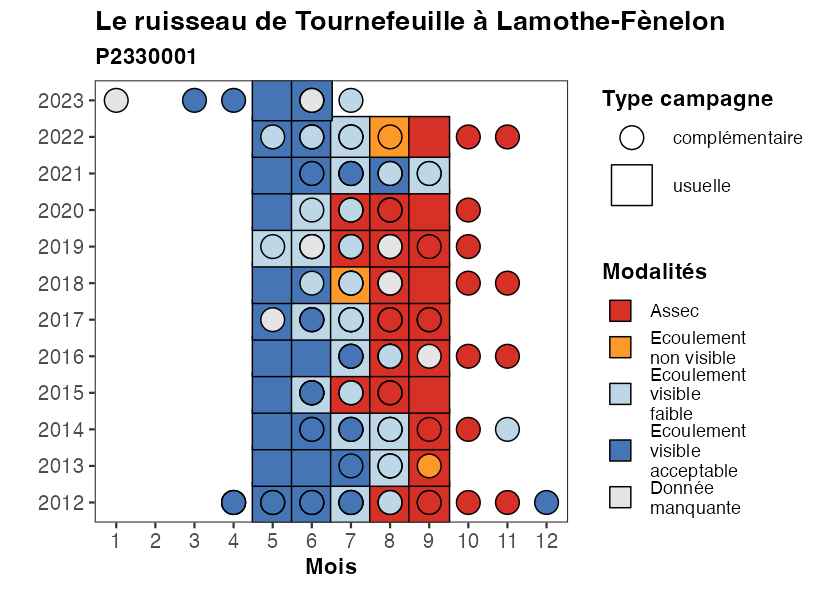 Le ruisseau de Tournefeuille à Lamothe-Fènelon
P2330001
2023
2022
2021
2020
2019
2018
2017
2016
2015
2014
2013
2012
1 2 3 4 5 6 7 8 9 10 11 12
Mois
Type campagne
complémentaire
usuelle
Modalités
Assec
Ecoulement
non visible
Ecoulement
visible
faible
Ecoulement
visible
acceptable
Donnée
manquante